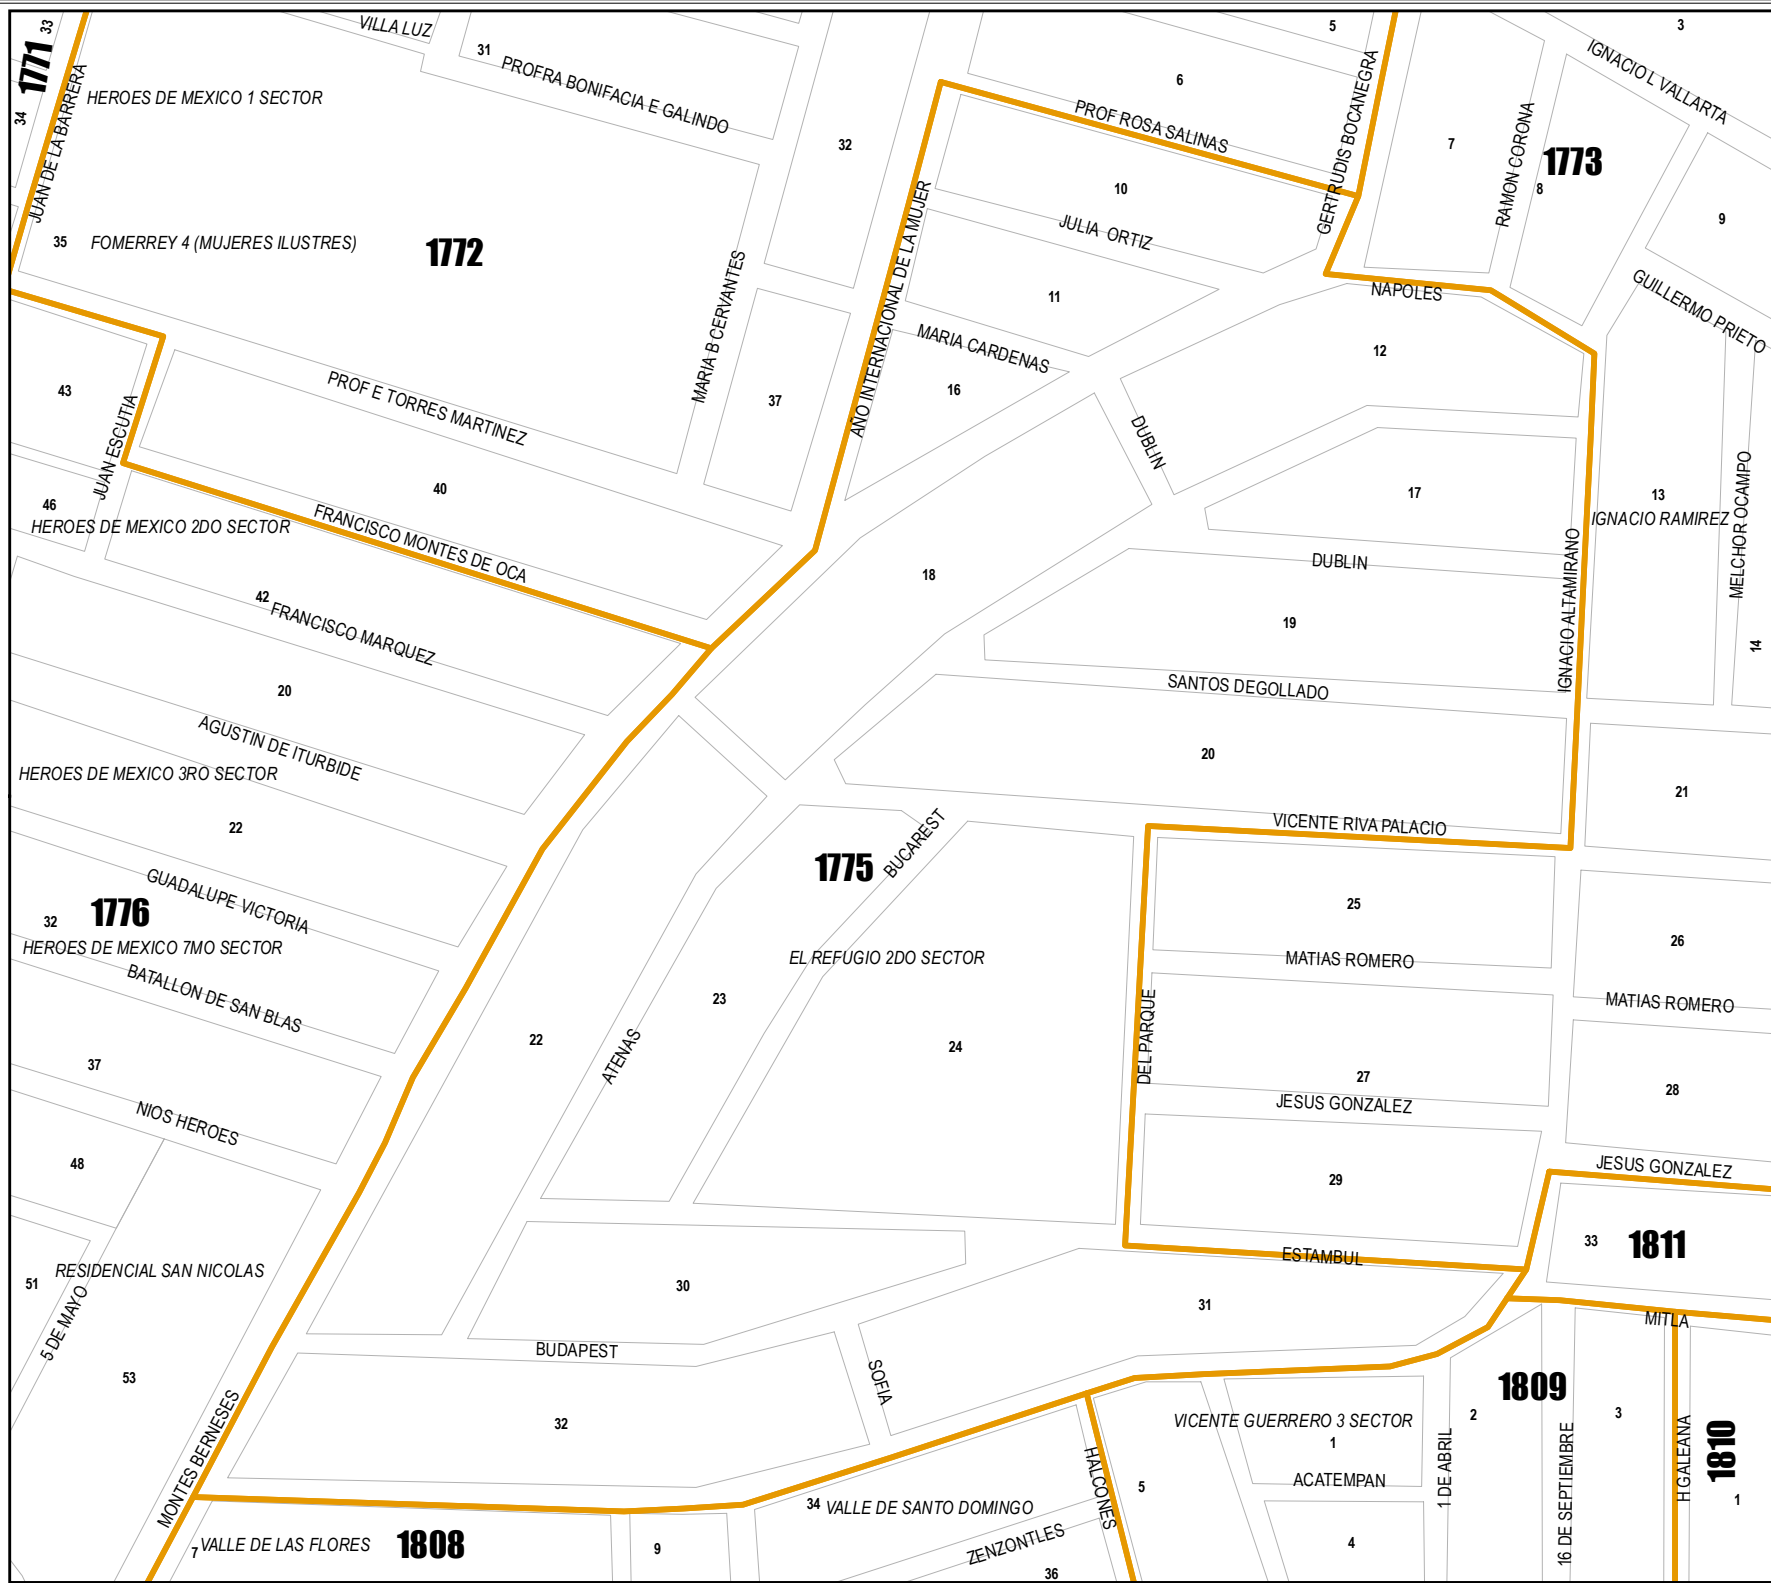 33
1771
VILLA LUZ
31
PROFRA BONIFACIA E GALINDO
5
3
IGNACIO L VALLARTA
HEROES DE MEXICO 1 SECTOR
34
JUAN DE LA BARRERA
6
PROF ROSA SALINAS
GERTRUDIS BOCANEGRA
7
RAMON CORONA
1773
8
32
10
9
35
FOMERREY 4 (MUJERES ILUSTRES)
1772
AÑO INTERNACIONAL DE LA MUJER
JULIA ORTIZ
MARIA B CERVANTES
11
NAPOLES
GUILLERMO PRIETO
MARIA CARDENAS
12
43
PROF E TORRES MARTINEZ
37
16
JUAN ESCUTIA
DUBLIN
40
17
13
MELCHOR OCAMPO
46
HEROES DE MEXICO 2DO SECTOR
FRANCISCO MONTES DE OCA
IGNACIO RAMIREZ
DUBLIN
IGNACIO ALTAMIRANO
18
42
FRANCISCO MARQUEZ
19
14
20
SANTOS DEGOLLADO
AGUSTIN DE ITURBIDE
20
HEROES DE MEXICO 3RO SECTOR
21
22
VICENTE RIVA PALACIO
BUCAREST
1775
GUADALUPE VICTORIA
25
32
1776
HEROES DE MEXICO 7MO SECTOR
26
EL REFUGIO 2DO SECTOR
MATIAS ROMERO
BATALLON DE SAN BLAS
23
MATIAS ROMERO
22
ATENAS
24
DEL PARQUE
37
27
28
JESUS GONZALEZ
NIOS HEROES
48
JESUS GONZALEZ
29
33
1811
ESTAMBUL
RESIDENCIAL SAN NICOLAS
51
30
31
5 DE MAYO
MITLA
BUDAPEST
53
SOFIA
1809
32
VICENTE GUERRERO 3 SECTOR
2
3
1
MONTES BERNESES
HALCONES
ACATEMPAN
1 DE ABRIL
16 DE SEPTIEMBRE
H GALEANA
1810
5
1
34
VALLE DE SANTO DOMINGO
7
VALLE DE LAS FLORES
1808
9
ZENZONTLES
4
36